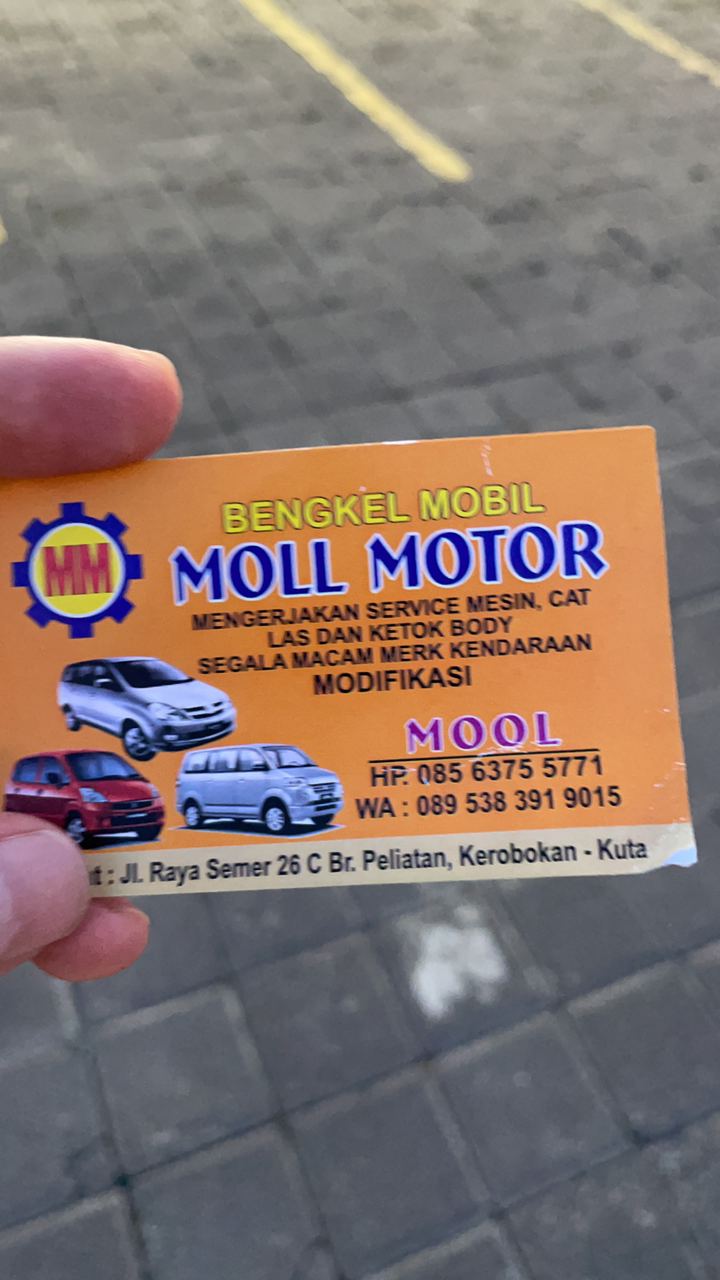 MM
BENGKEL MOBIL
MOLL MOTOR
MENGERJAKAN SERVICE MESIN, CAT
LAS DAN KETOK BODY
SEGALA MACAM MERK KENDARAAN
MODIFIKASI
MOOL
HP. 085 6375 5771
WA : 089 538 391 9015
: Jl. Raya Semer 26 C Br. Peliatan, Kerobokan - Kuta